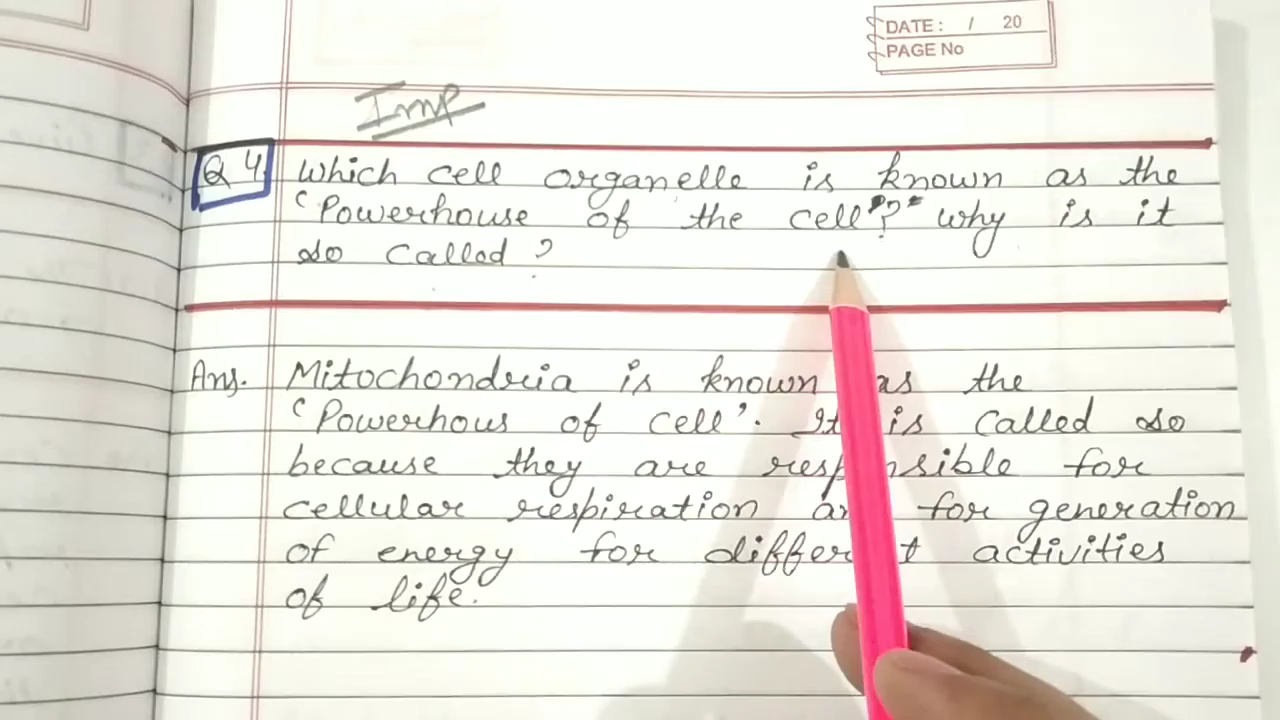 DATE: / 20
PAGE No
Imp
Q 4 Which cell organelle is known as the
'Powerhouse of the cell'? Why is it
so called?
Ans. Mitochondria is known as the
'Powerhous of cell'. It is called so
because they are for
cellular respiration for generation
of energy for activities
of life.